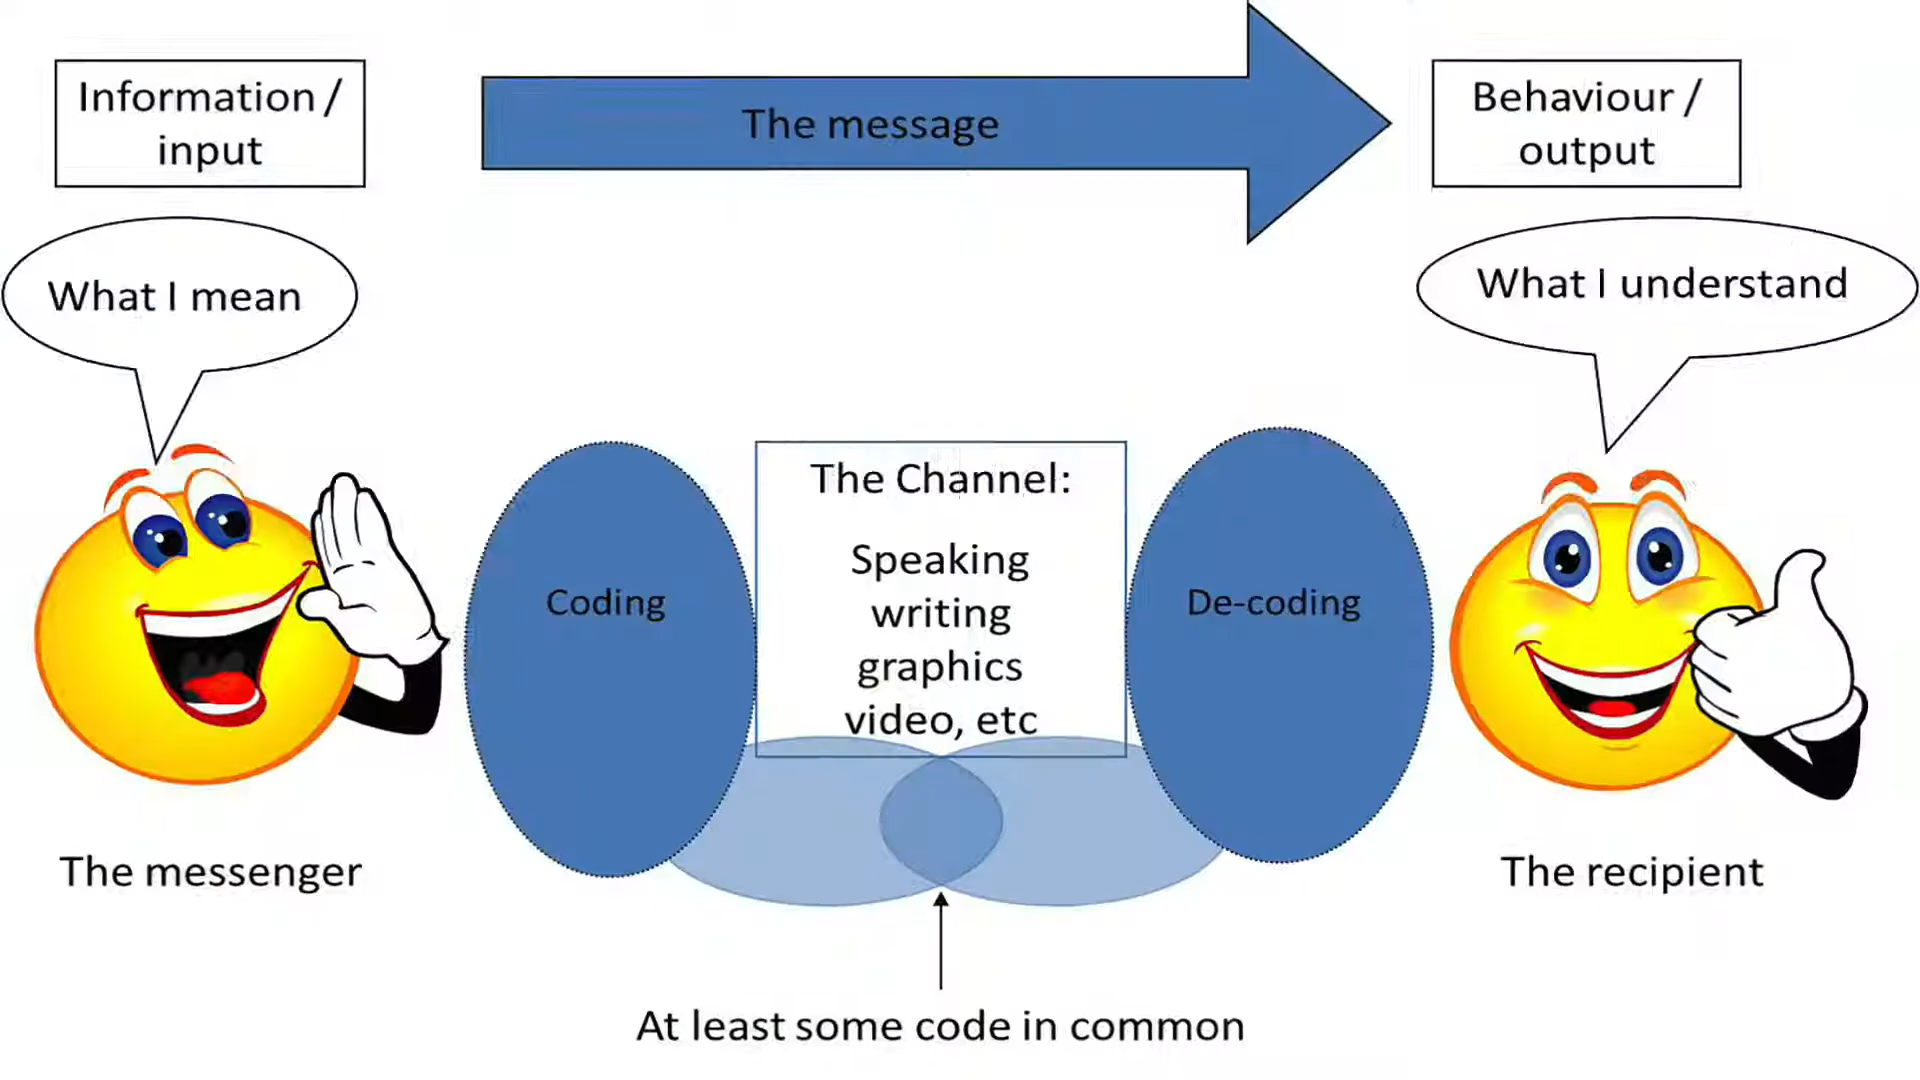 Information /
input
The message
Behaviour /
output
What I mean
What I understand
The Channel:
Speaking
writing
graphics
video, etc
Coding
De-coding
The messenger
The recipient
At least some code in common